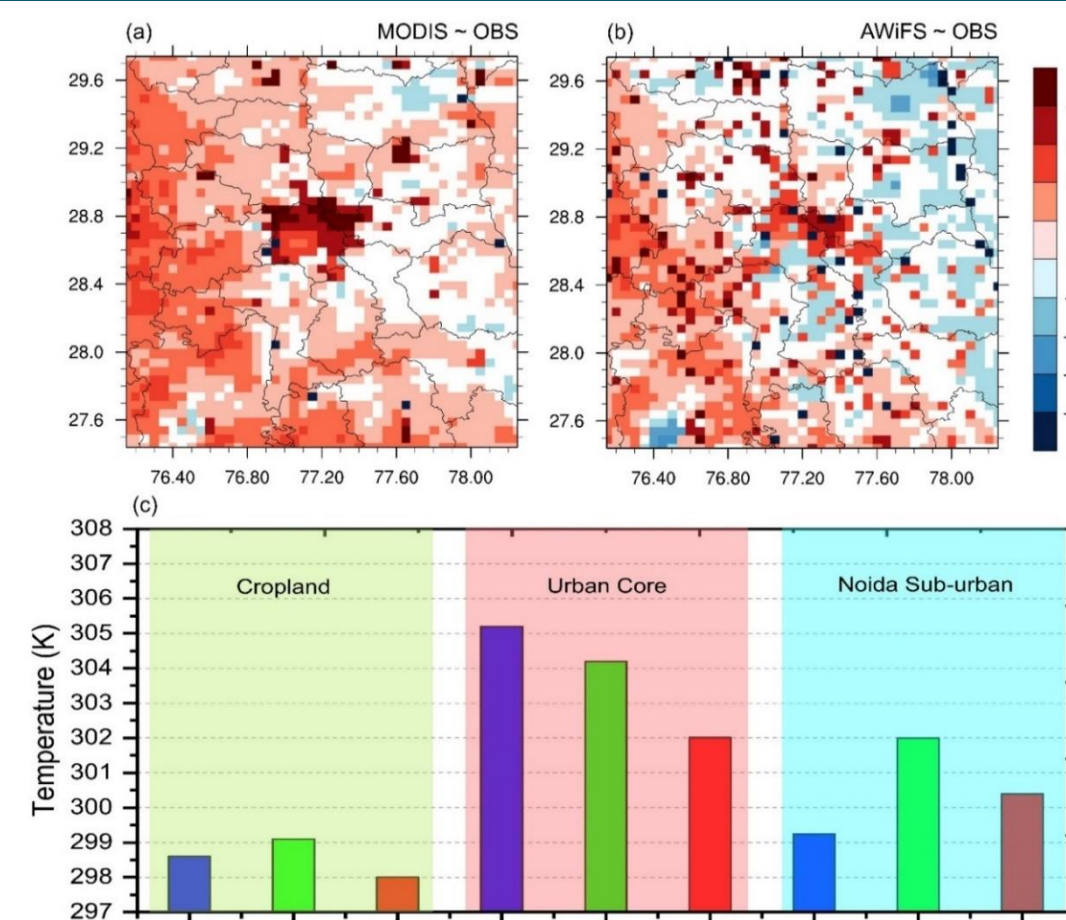 (a) MODIS ~ OBS
(b) AWiFS ~ OBS
29.6
29.2
28.8
28.4
28.0
27.6
76.40 76.80 77.20 77.60 78.00
29.6
29.2
28.8
28.4
28.0
27.6
76.40 76.80 77.20 77.60 78.00
(c)
Temperature (K)
308
307
306
305
304
303
302
301
300
299
298
297
Cropland
Urban Core
Noida Sub-urban